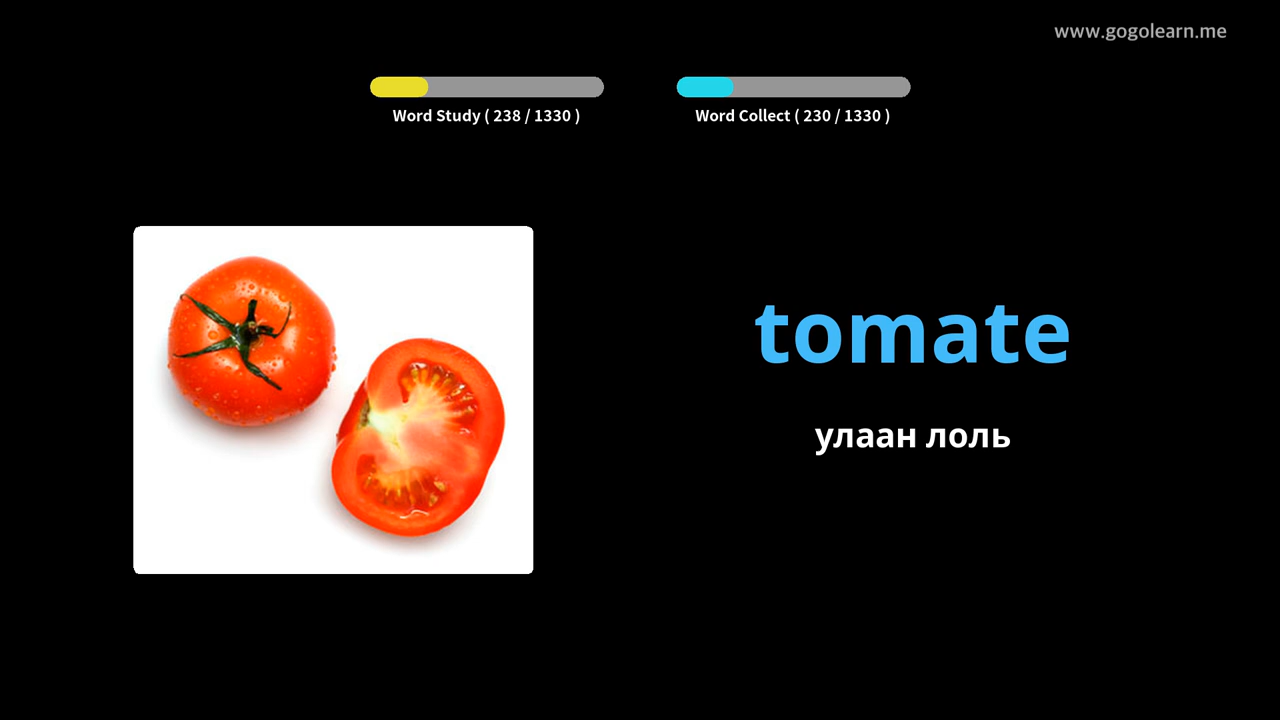 www.gogolearn.me
Word Study ( 238 / 1330 )
Word Collect ( 230 / 1330 )
tomate
улаан лоль